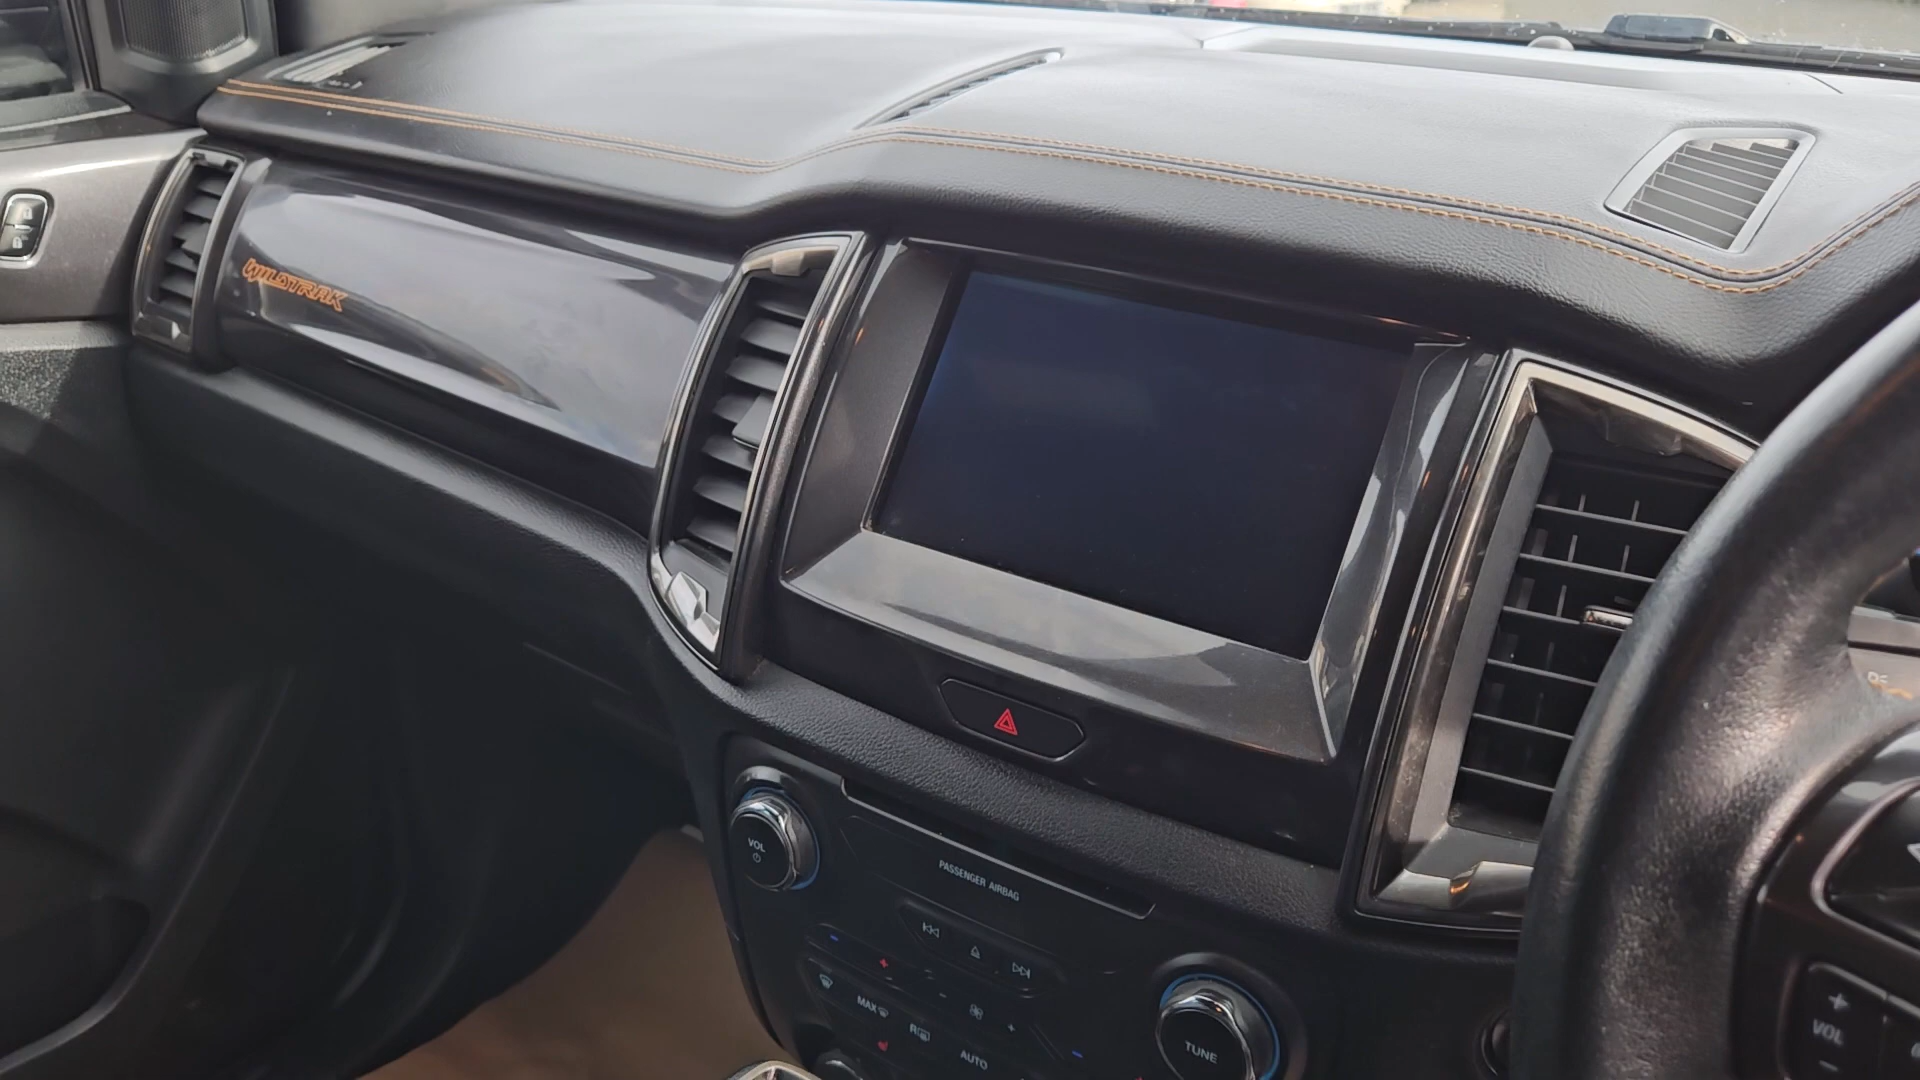 WILDTRAK
VOL
PASSENGER AIRBAG
MAX
R
AUTO
TUNE
+
VOL
-